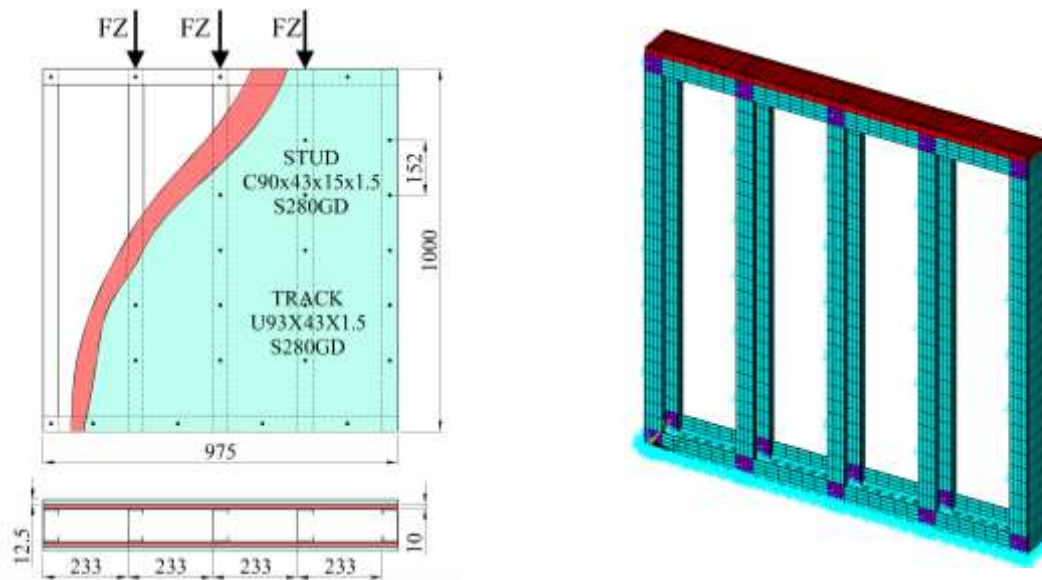 FZ FZ FZ
STUD
C90x43x15x1.5
S280GD
152
1000
TRACK
U93X43X1.5
S280GD
975
12.5
10
233 233 233 233